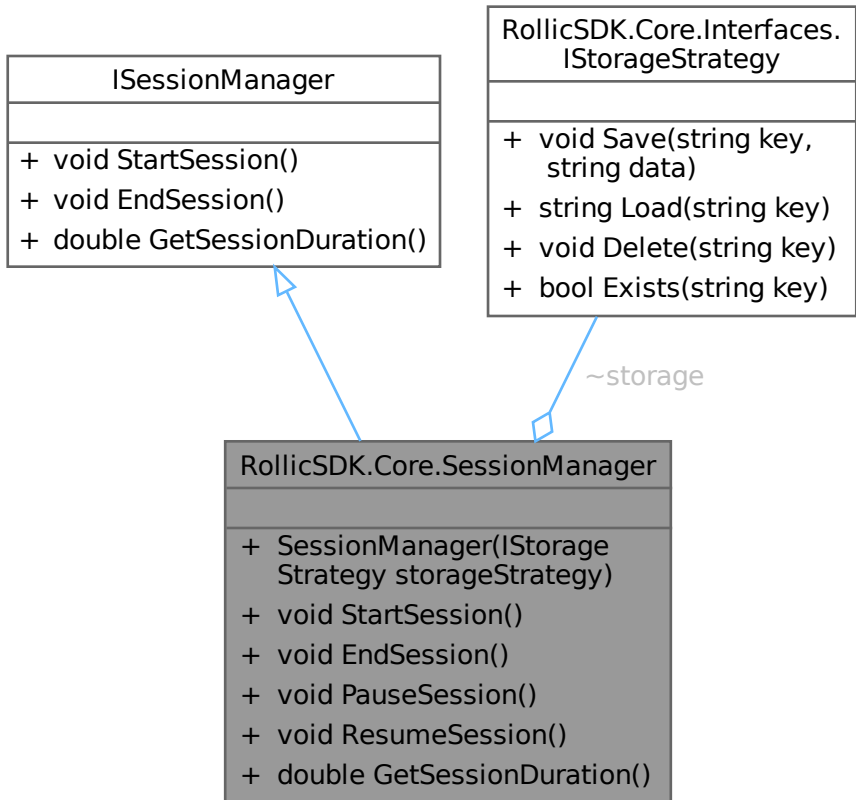 ISessionManager
+ void StartSession()
+ void EndSession()
+ double GetSessionDuration()
RollicSDK.Core.Interfaces.
IStorageStrategy
+ void Save(string key,
string data)
+ string Load(string key)
+ void Delete(string key)
+ bool Exists(string key)
~storage
RollicSDK.Core.SessionManager
+ SessionManager(IStorage
Strategy storageStrategy)
+ void StartSession()
+ void EndSession()
+ void PauseSession()
+ void ResumeSession()
+ double GetSessionDuration()